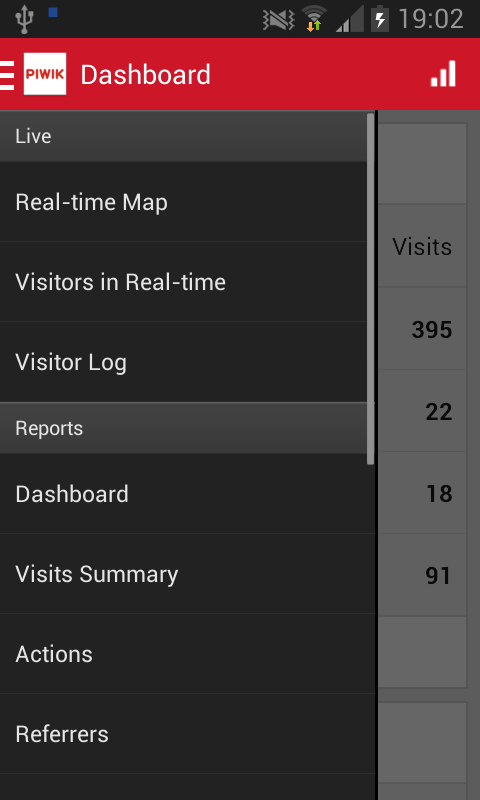 19:02
PIWIK Dashboard
Live
Real-time Map
Visitors in Real-time
Visitor Log
Reports
Dashboard
Visits Summary
Actions
Referrers
Visits
395
22
18
91